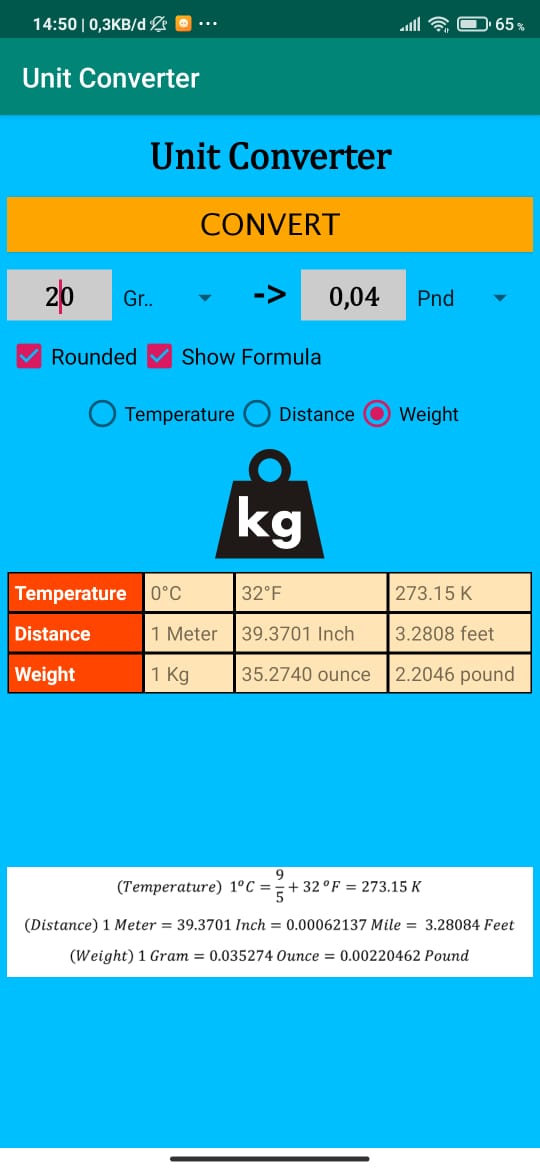 14:50 | 0,3KB/d ... 65 %
Unit Converter
Unit Converter
CONVERT
20 Gr.. -> 0,04 Pnd
Rounded Show Formula
Temperature Distance Weight
kg
Temperature 0°C 32°F 273.15 K
Distance 1 Meter 39.3701 Inch 3.2808 feet
Weight 1 Kg 35.2740 ounce 2.2046 pound
(Temperature) 1°C = 9/5 + 32 °F = 273.15 K
(Distance) 1 Meter = 39.3701 Inch = 0.00062137 Mile = 3.28084 Feet
(Weight) 1 Gram = 0.035274 Ounce = 0.00220462 Pound